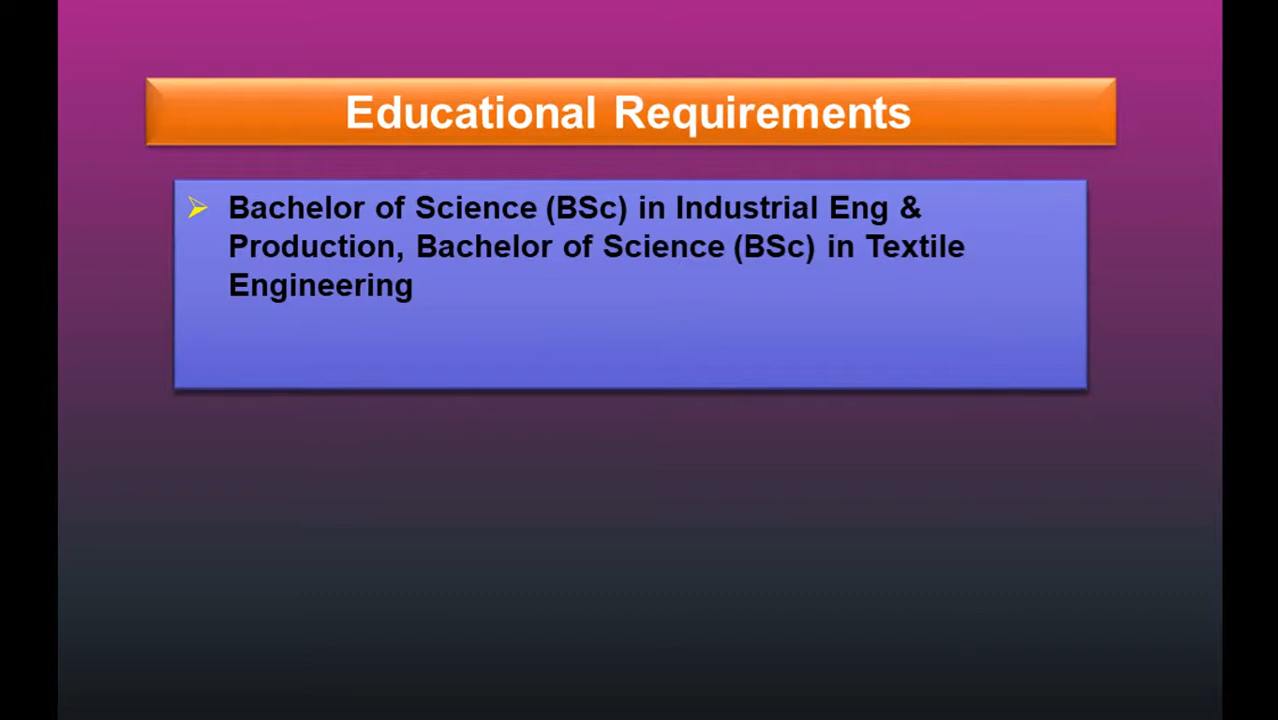 Educational Requirements
Bachelor of Science (BSc) in Industrial Eng &
Production, Bachelor of Science (BSc) in Textile
Engineering